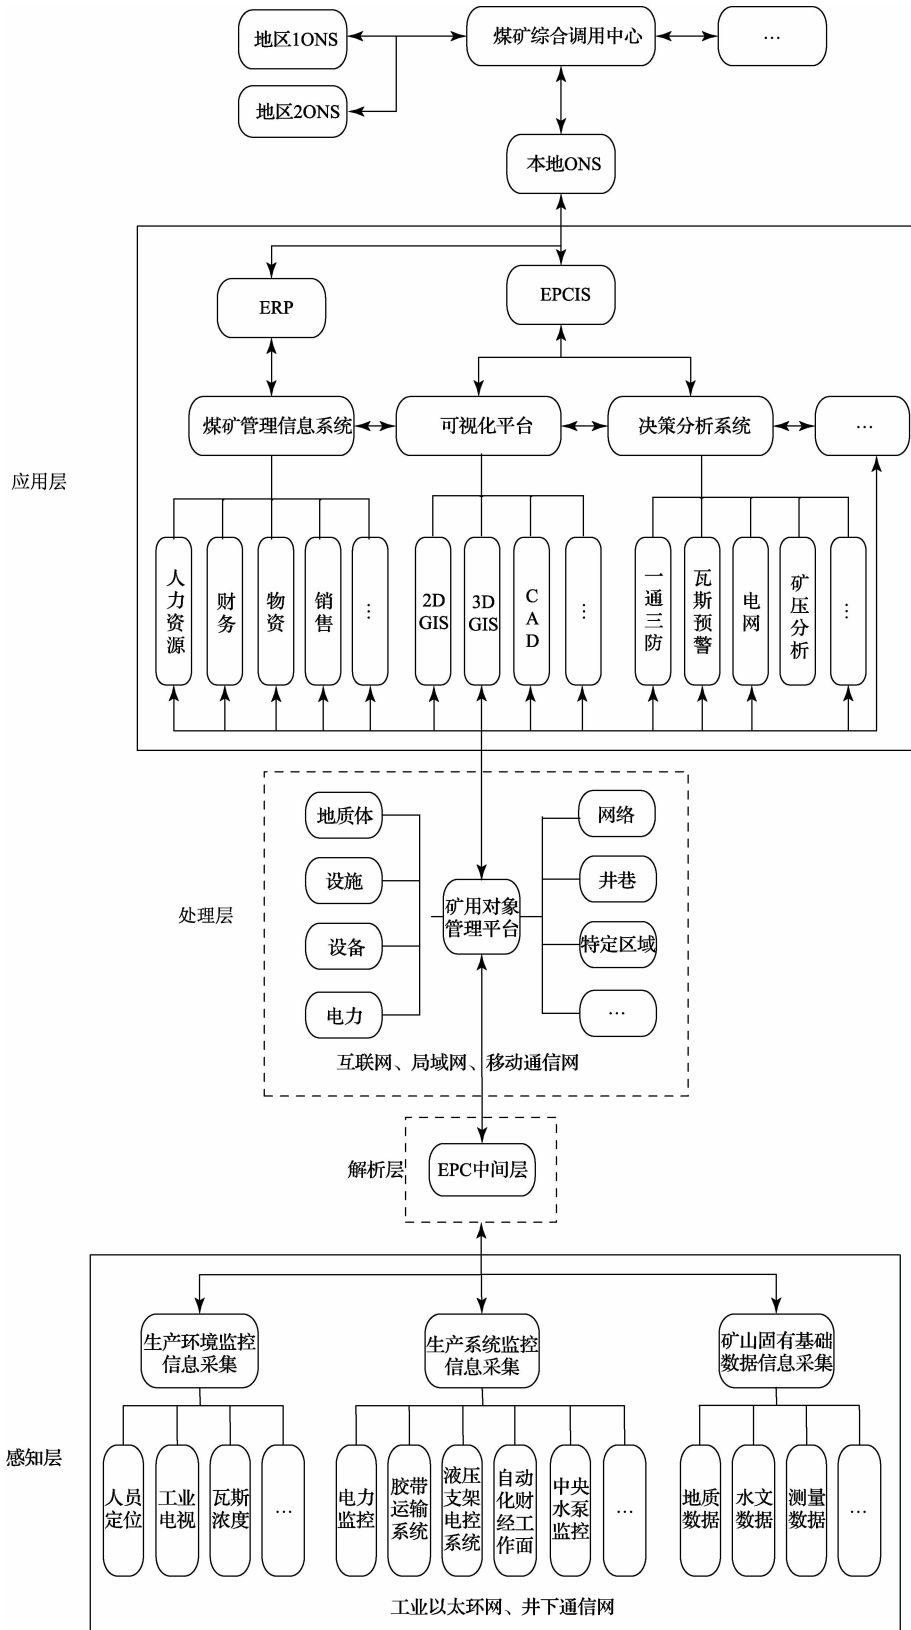 地区1ONS
煤矿综合调用中心
…
地区2ONS
本地ONS
ERP
EPCIS
煤矿管理信息系统
可视化平台
决策分析系统
…
应用层
人力资源
财务
物资
销售
…
2D
GIS
3D
GIS
CAD
…
一通三防
瓦斯预警
电网
矿压分析
…
处理层
地质体
设施
设备
电力
矿用对象
管理平台
网络
井巷
特定区域
…
互联网、局域网、移动通信网
解析层
EPC中间层
感知层
生产环境监控
信息采集
生产系统监控
信息采集
矿山固有基础
数据信息采集
人员
定位
工业
电视
瓦斯
浓度
…
电力
监控
胶带
运输
系统
液压
支架
电控
系统
自动
化财
经工
作面
中央
水泵
监控
…
地质
数据
水文
数据
测量
数据
…
工业以太环网、井下通信网